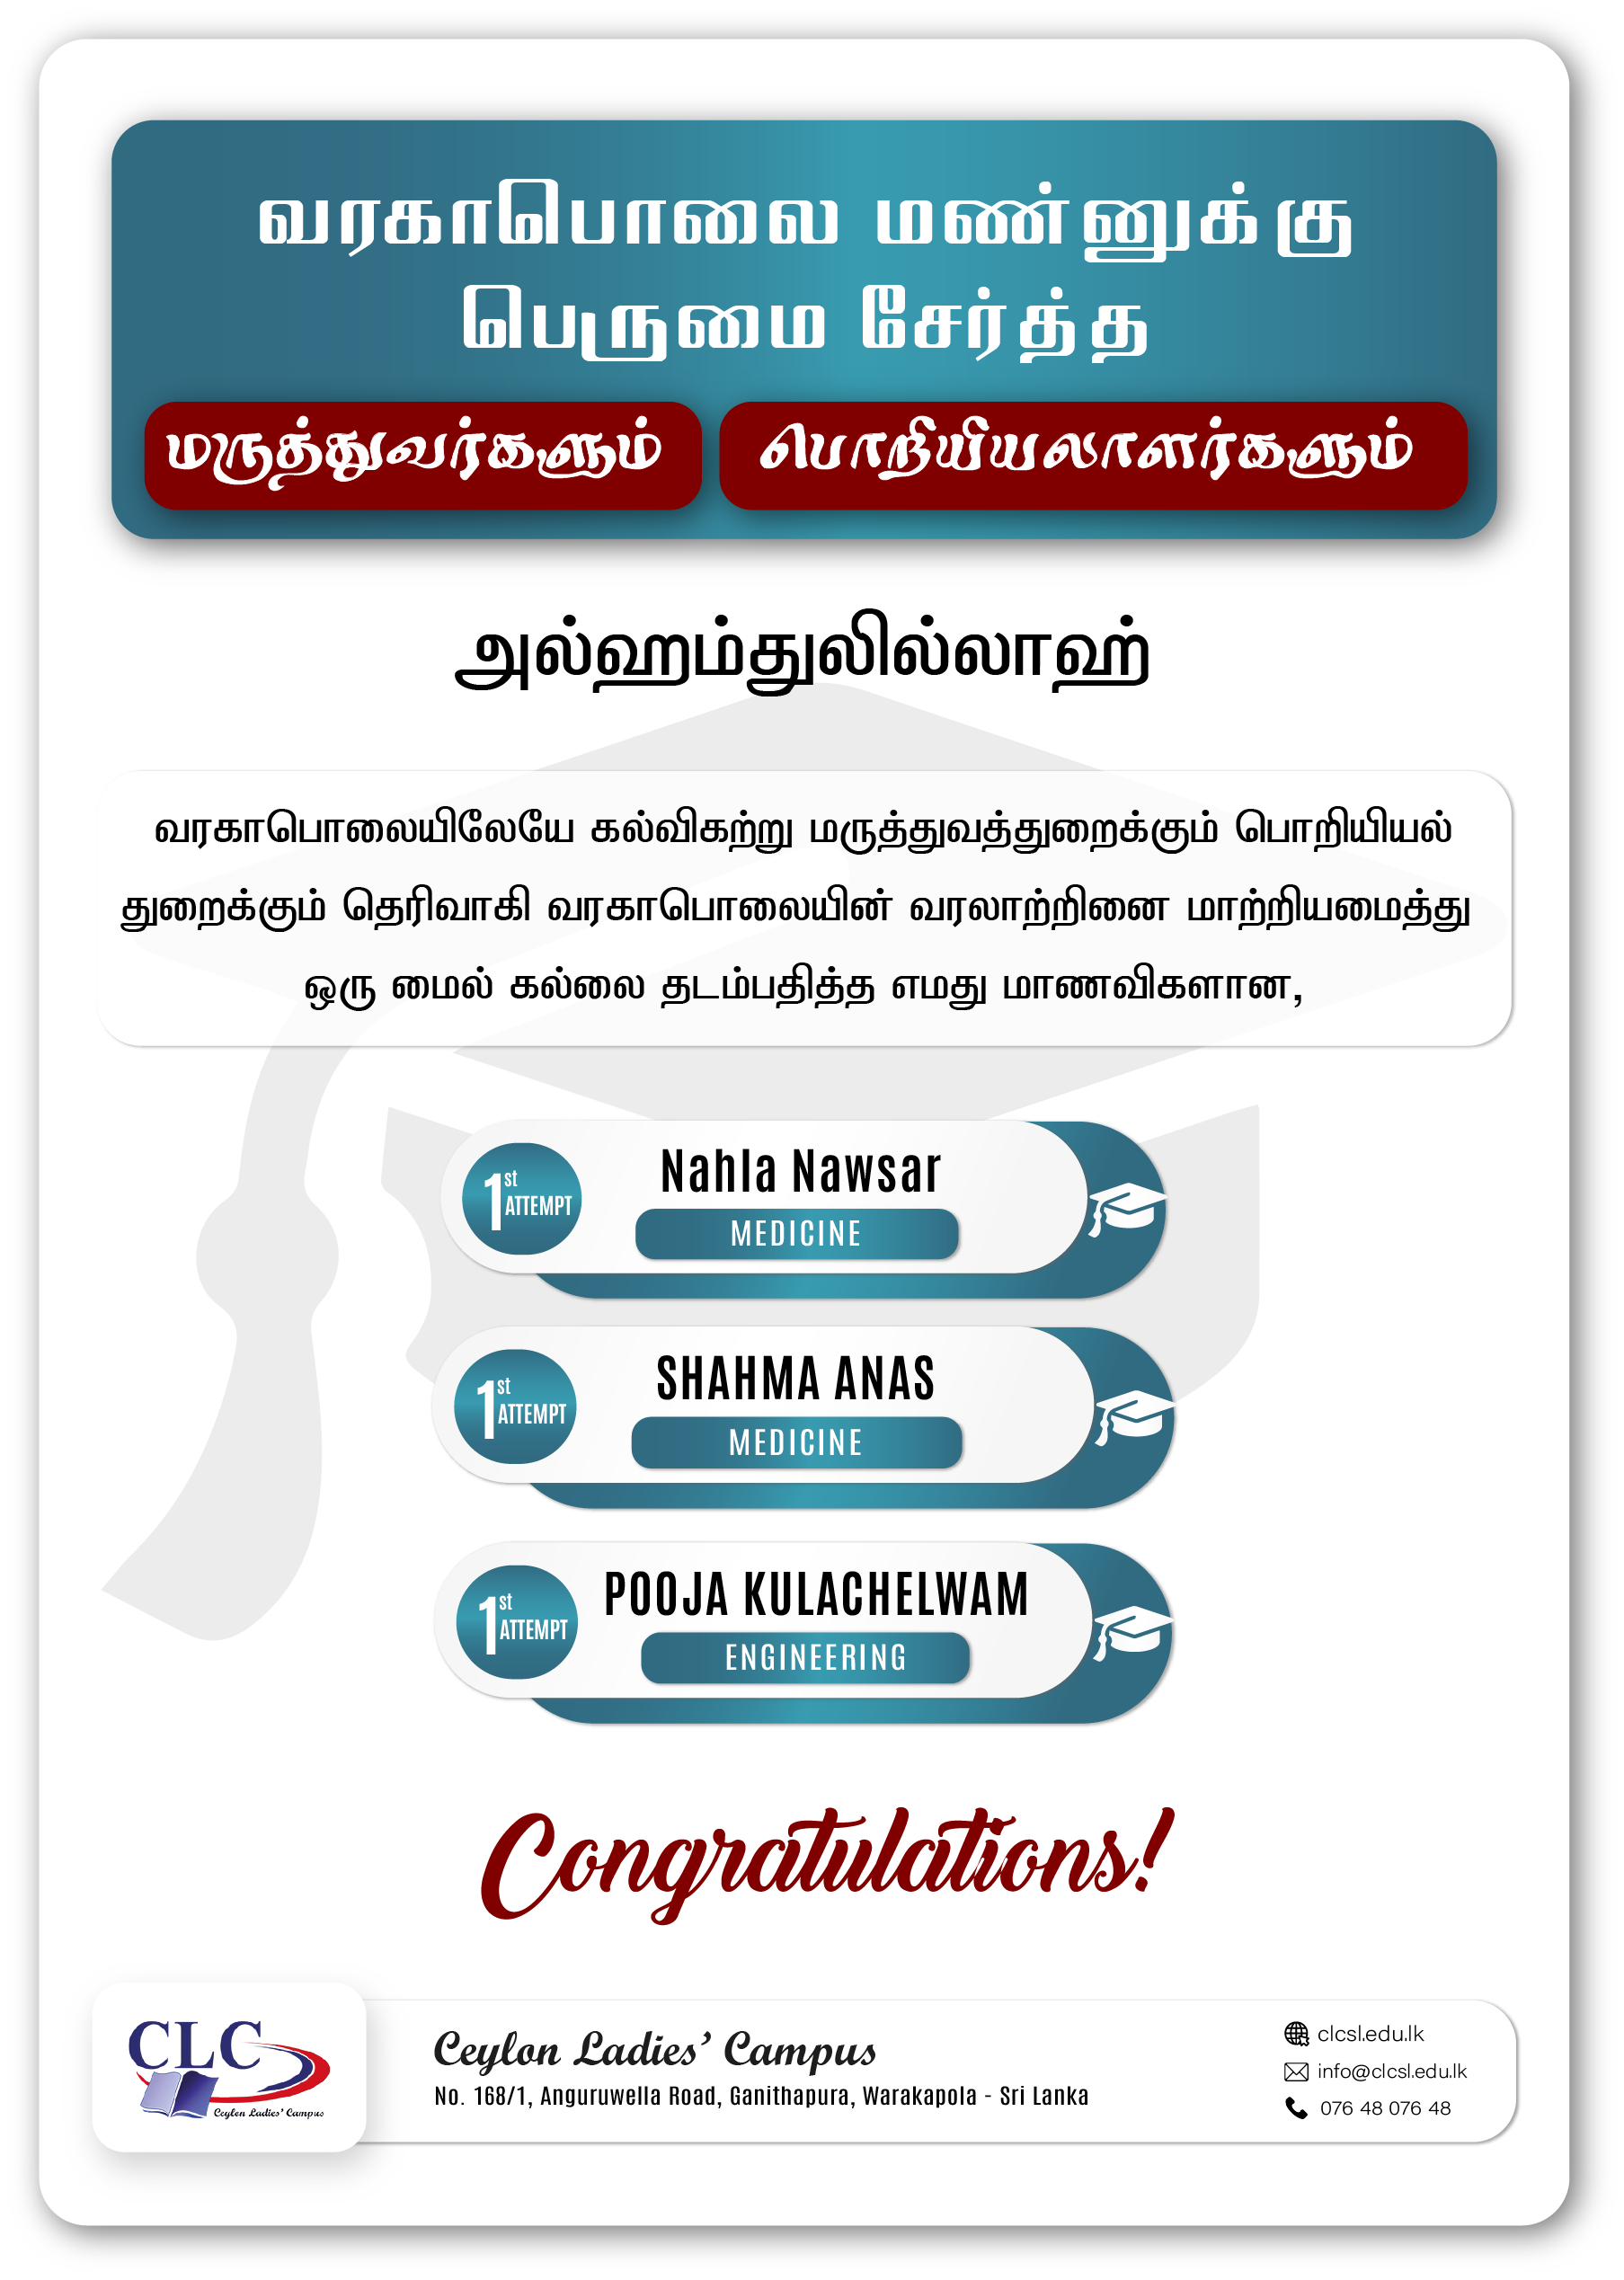 வரகாபொலை மண்னுக்கு
பெருமை சேர்த்த
மருத்துவர்களும் பொறியியலாளர்களும்
அல்ஹம்துலில்லாஹ்
வரகாபொலையிலேயே கல்விகற்று மருத்துவத்துறைக்கும் பொறியியல்
துறைக்கும் தெரிவாகி வரகாபொலையின் வரலாற்றினை மாற்றியமைத்து
ஒரு மைல் கல்லை தடம்பதித்த எமது மாணவிகளான,
1st ATTEMPT
Nahla Nawsar
MEDICINE
1st ATTEMPT
SHAHMA ANAS
MEDICINE
1st ATTEMPT
POOJA KULACHELWAM
ENGINEERING
Congratulations!
CLC
Ceylon Ladies' Campus
Ceylon Ladies' Campus
No. 168/1, Anguruwella Road, Ganithapura, Warakapola - Sri Lanka
clcsl.edu.lk
info@clcsl.edu.lk
076 48 076 48